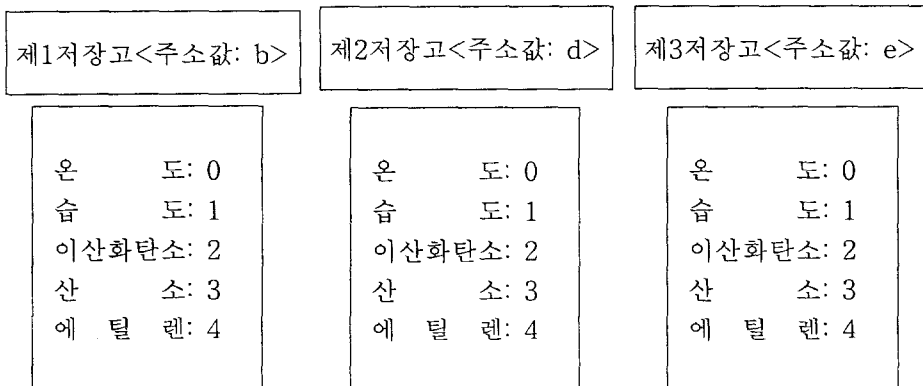 제1저장고<주소값: b>
제2저장고<주소값: d>
제3저장고<주소값: e>
온 도: 0
습 도: 1
이산화탄소: 2
산 소: 3
에 틸 렌: 4
온 도: 0
습 도: 1
이산화탄소: 2
산 소: 3
에 틸 렌: 4
온 도: 0
습 도: 1
이산화탄소: 2
산 소: 3
에 틸 렌: 4